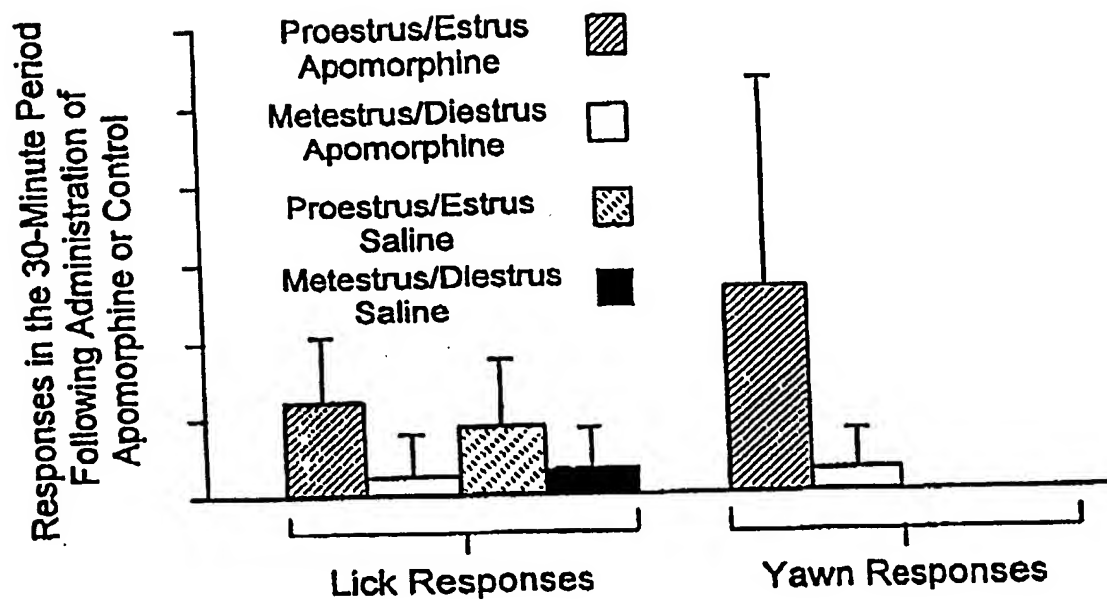 Responses in the 30-Minute Period
Following Administration of
Apomorphine or Control
Proestrus/Estrus
Apomorphine
Metestrus/Diestrus
Apomorphine
Proestrus/Estrus
Saline
Metestrus/Diestrus
Saline
Lick Responses
Yawn Responses